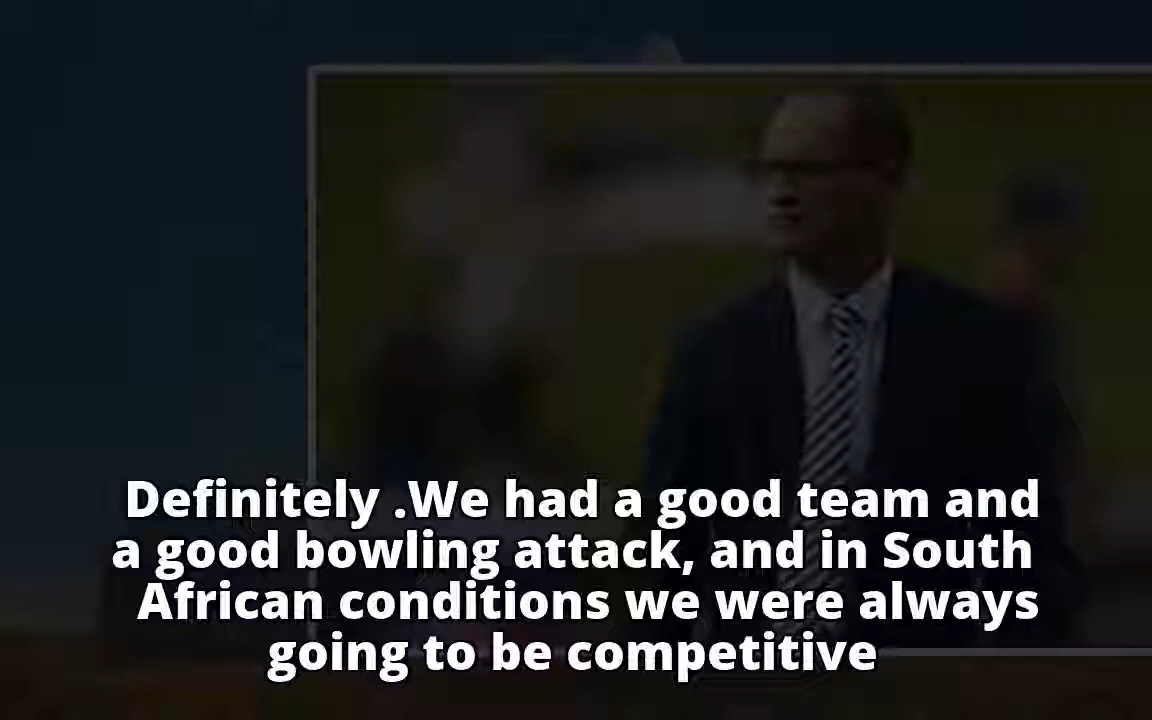 Definitely .We had a good team and
a good bowling attack, and in South
African conditions we were always
going to be competitive